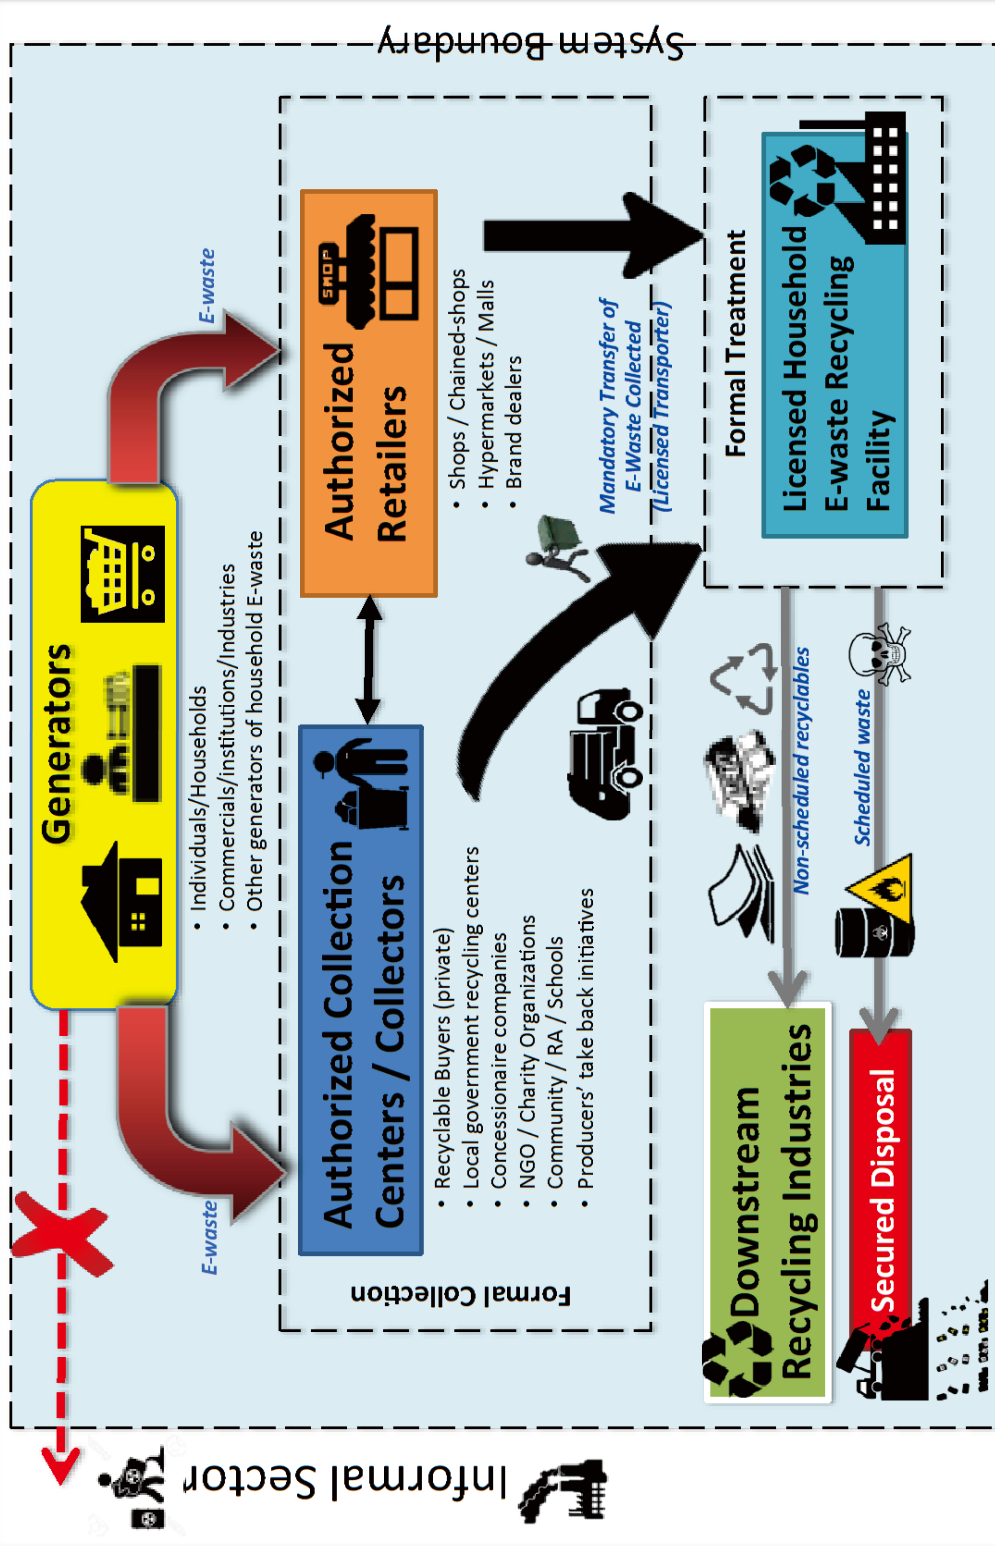 System Boundary
Generators
• Individuals/Households
• Commercials/institutions/Industries
• Other generators of household E-waste
E-waste
E-waste
Informal Sector
Formal Collection
Authorized Collection
Centers / Collectors
• Recyclable Buyers (private)
• Local government recycling centers
• Concessionaire companies
• NGO / Charity Organizations
• Community / RA / Schools
• Producers’ take back initiatives
SHOP
Authorized
Retailers
• Shops / Chained-shops
• Hypermarkets / Malls
• Brand dealers
Mandatory Transfer of
E-Waste Collected
(Licensed Transporter)
Formal Treatment
Licensed Household
E-waste Recycling
Facility
Non-scheduled recyclables
Scheduled waste
Downstream
Recycling Industries
Secured Disposal